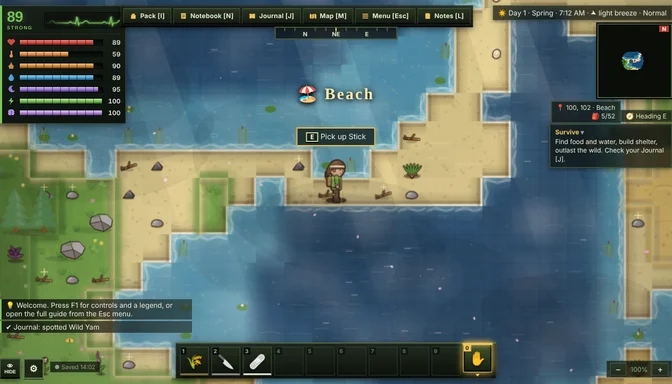 89
STRONG
Pack [I]
Notebook [N]
Journal [J]
Map [M]
Menu [Esc]
Notes [L]
Day 1 · Spring · 7:12 AM · light breeze · Normal
N NE E
N
89
59
90
89
95
100
100
Beach
100, 102 · Beach
5/52
Heading E
Survive
Find food and water, build shelter,
outlast the wild. Check your Journal
[J].
E Pick up Stick
Welcome. Press F1 for controls and a legend, or
open the full guide from the Esc menu.
✔ Journal: spotted Wild Yam
HIDE
Saved 14:02
1 2 3 4 5 6 7 8 9 0
− 100% +